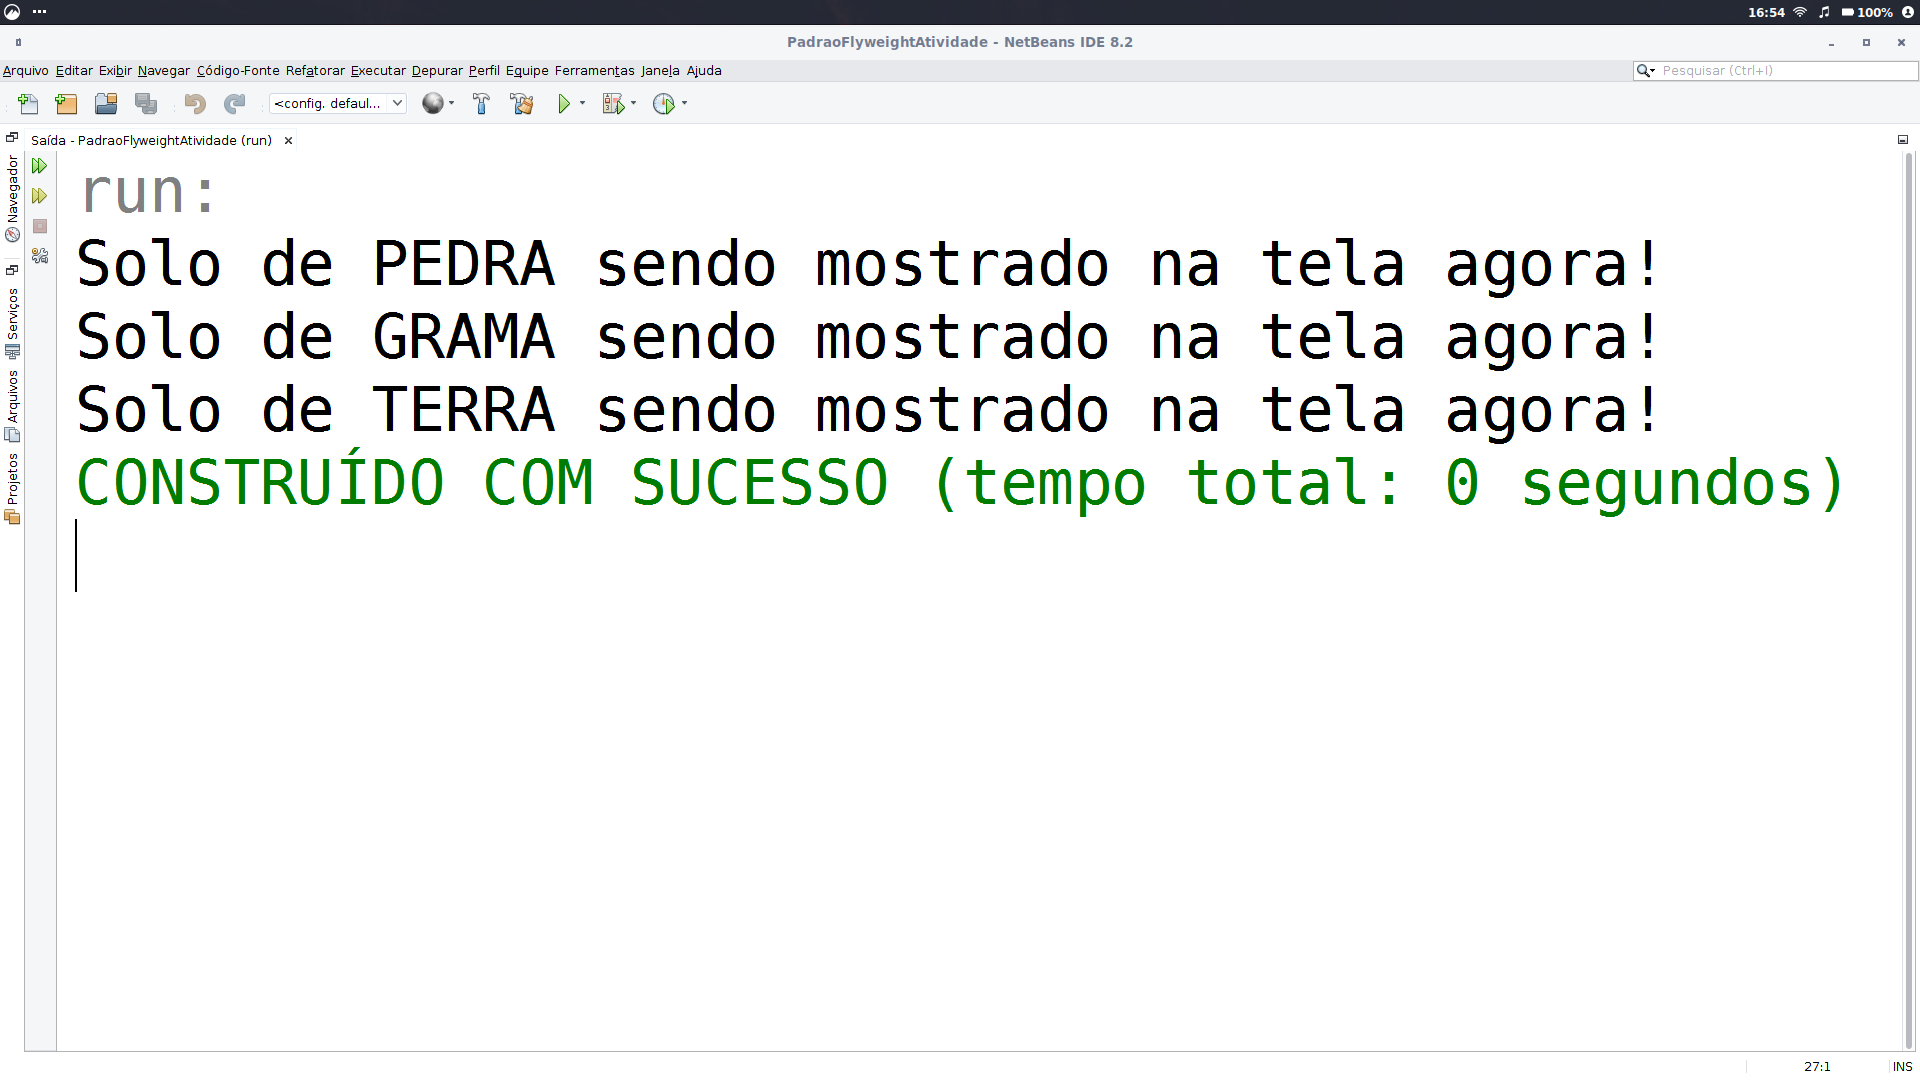 16:54 100%
PadraoFlyweightAtividade - NetBeans IDE 8.2
Arquivo Editar Exibir Navegar Código-Fonte Refatorar Executar Depurar Perfil Equipe Ferramentas Janela Ajuda
Pesquisar (Ctrl+I)
<config. defaul...
Saída - PadraoFlyweightAtividade (run)
Navegador
Serviços
Arquivos
Projetos
run:
Solo de PEDRA sendo mostrado na tela agora!
Solo de GRAMA sendo mostrado na tela agora!
Solo de TERRA sendo mostrado na tela agora!
CONSTRUÍDO COM SUCESSO (tempo total: 0 segundos)
27:1 INS